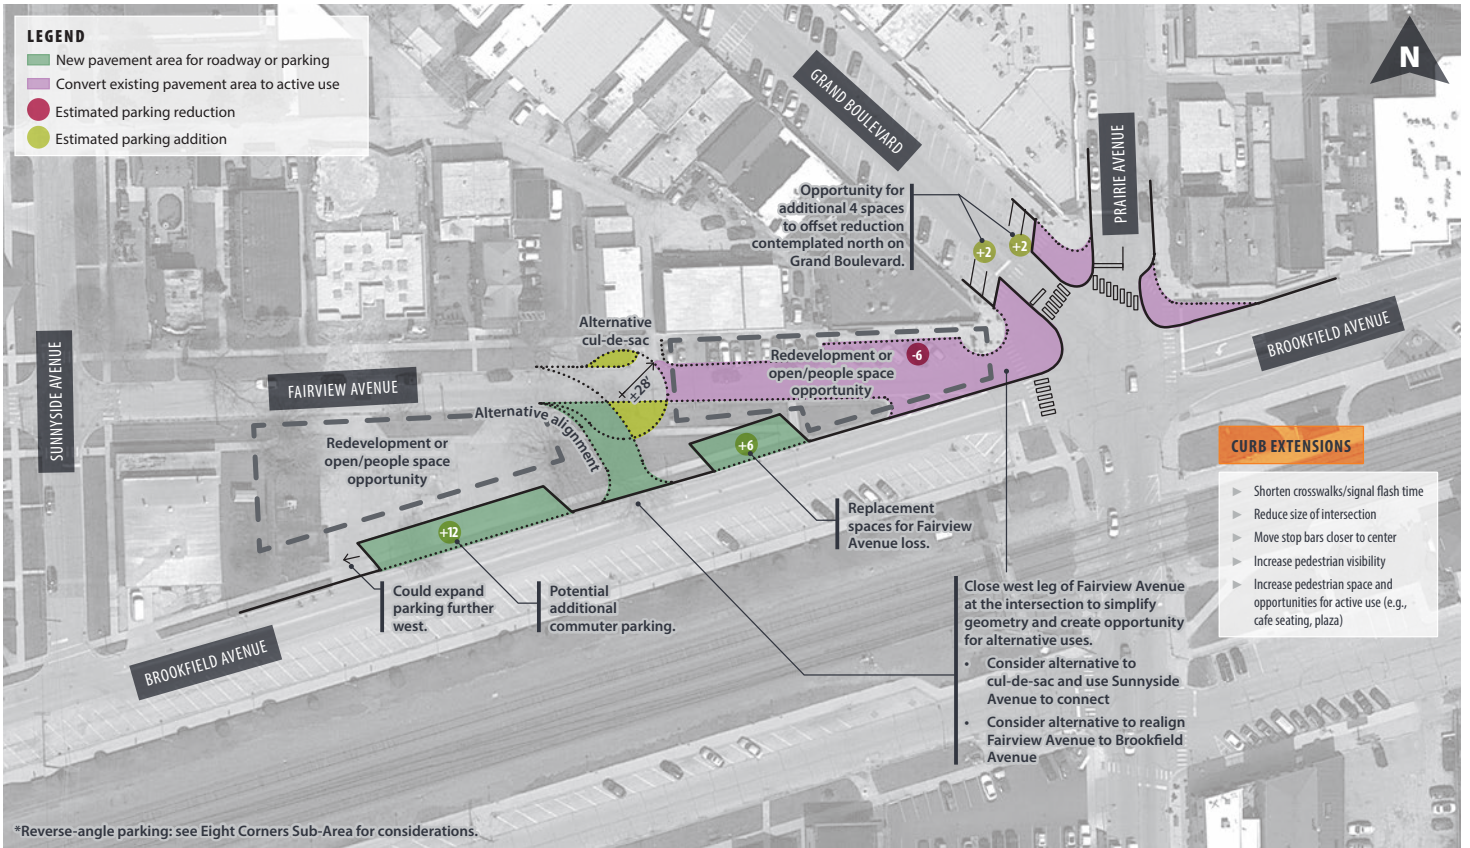 LEGEND
New pavement area for roadway or parking
Convert existing pavement area to active use
Estimated parking reduction
Estimated parking addition
N
GRAND BOULEVARD
PRAIRIE AVENUE
Opportunity for
additional 4 spaces
to offset reduction
contemplated north on
Grand Boulevard.
+2
+2
BROOKFIELD AVENUE
SUNNYSIDE AVENUE
FAIRVIEW AVENUE
Alternative
cul-de-sac
+28'
Alternative alignment
-6
Redevelopment or
open/people space
opportunity
Redevelopment or
open/people space
opportunity
+6
+12
Replacement
spaces for Fairview
Avenue loss.
Could expand
parking further
west.
Potential
additional
commuter parking.
BROOKFIELD AVENUE
CURB EXTENSIONS
Shorten crosswalks/signal flash time
Reduce size of intersection
Move stop bars closer to center
Increase pedestrian visibility
Increase pedestrian space and
opportunities for active use (e.g.,
cafe seating, plaza)
Close west leg of Fairview Avenue
at the intersection to simplify
geometry and create opportunity
for alternative uses.
• Consider alternative to
cul-de-sac and use Sunnyside
Avenue to connect
• Consider alternative to realign
Fairview Avenue to Brookfield
Avenue
*Reverse-angle parking: see Eight Corners Sub-Area for considerations.